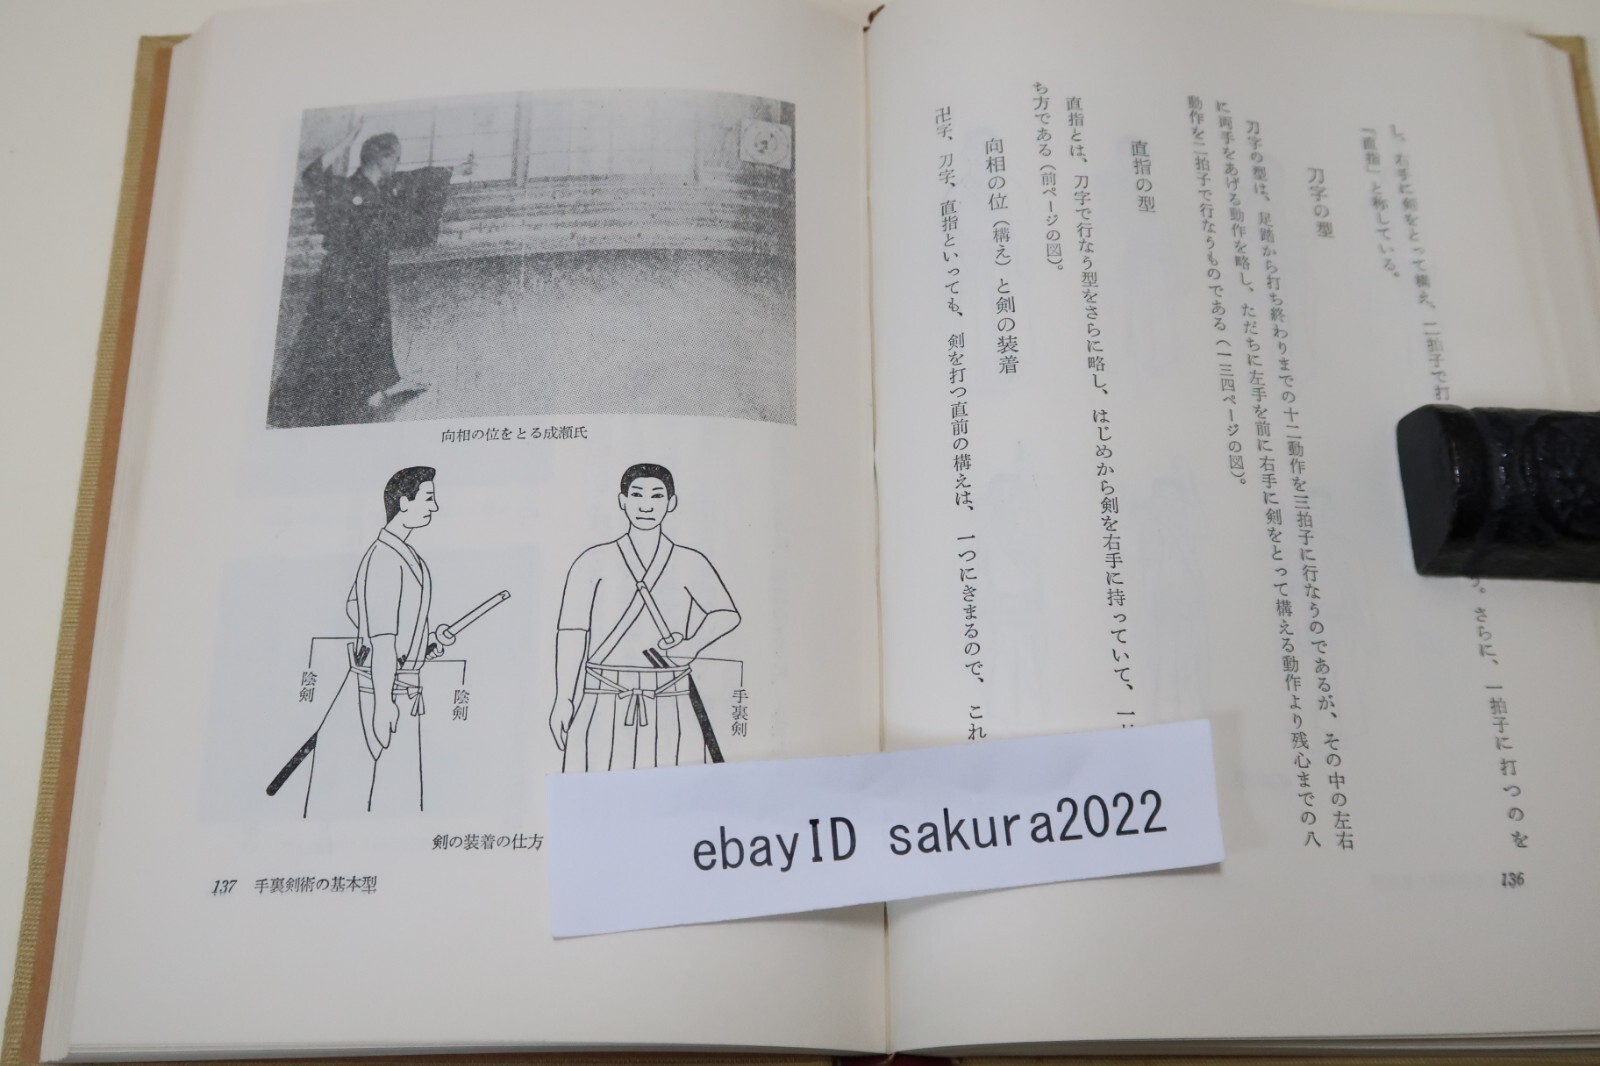 し、右手に剣をとって構え、二拍子で打
。さらに、一拍子に打つのを
『直指』と称している。
刀字の型
刀字の型は、足踏から打ち終わりまでの十二動作を三拍子に行なうのであるが、その中の左右
に両手をあげる動作を略し、ただちに左手を前に右手に剣をとって構える動作より残心までの八
動作を二拍子で行なうものである(一三四ページの図)。
直指の型
直指とは、刀字で行なう型をさらに略し、はじめから剣を右手に持っていて、一
ち方である(前ページの図)。
向相の位(構え)と剣の装着
卍字、刀字、直指といっても、剣を打つ直前の構えは、一つにきまるので、これ
136
向相の位をとる成瀬氏
陰剣
陰剣
手裏剣
剣の装着の仕方
137 手裏剣術の基本型
ebayID sakura2022